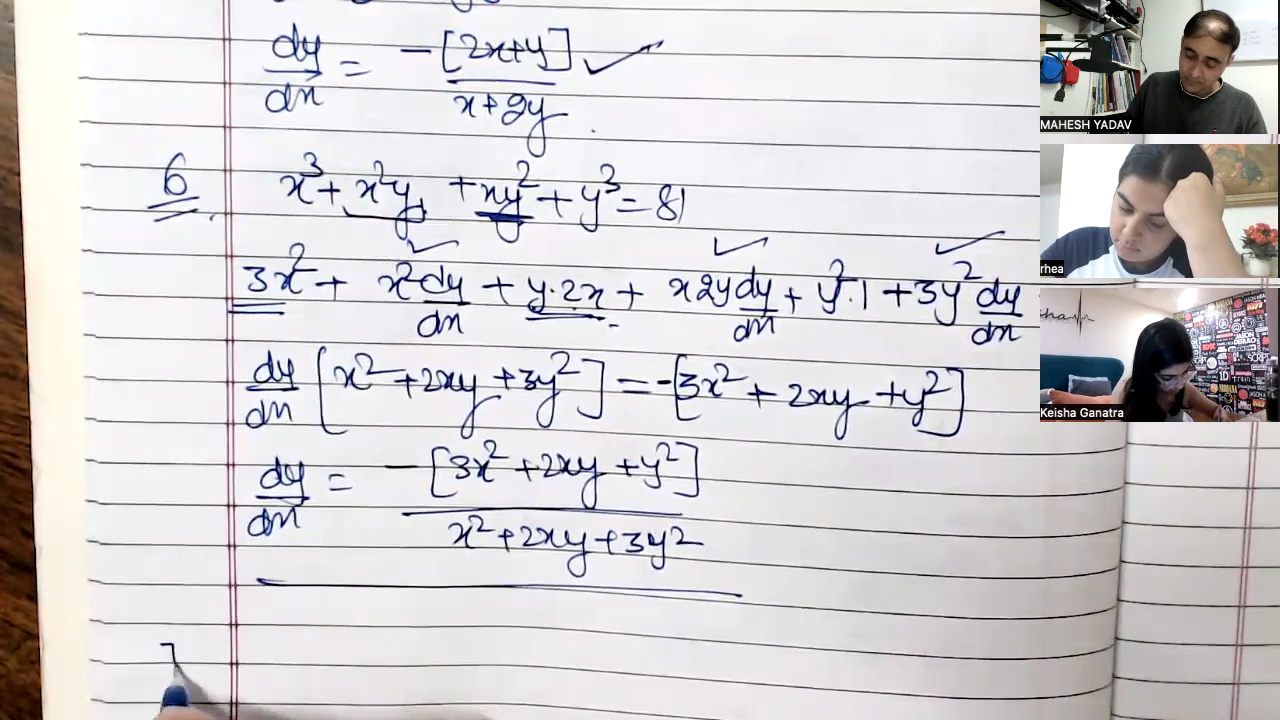 dy/dx = -[2x+y] / x+2y
6. x³ + x²y + xy² + y³ = 81
3x² + x² dy/dx + y·2x + x2y dy/dx + y²·1 + 3y² dy/dx
dy/dx [x² + 2xy + 3y²] = -[3x² + 2xy + y²]
dy/dx = -[3x² + 2xy + y²] / x² + 2xy + 3y²
7
MAHESH YADAV
rhea
Keisha Ganatra